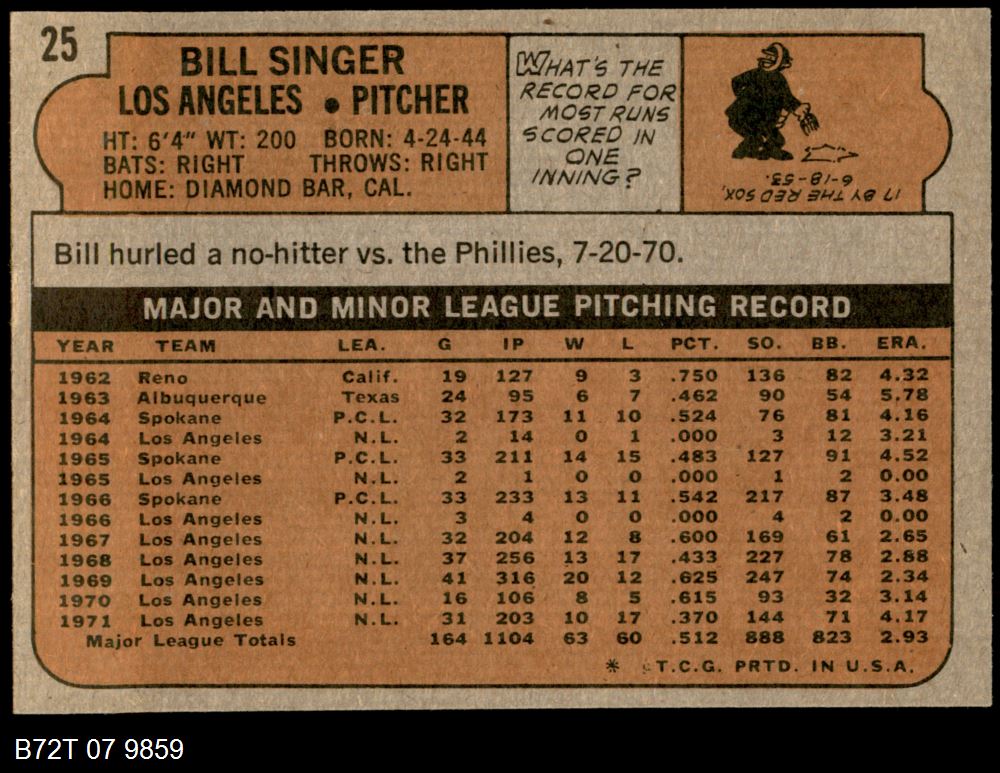 25
BILL SINGER
LOS ANGELES • PITCHER
HT: 6'4" WT: 200 BORN: 4-24-44
BATS: RIGHT THROWS: RIGHT
HOME: DIAMOND BAR, CAL.
WHAT'S THE
RECORD FOR
MOST RUNS
SCORED IN
ONE
INNING?
17 BY THE RED SOX,
6-18-53.
Bill hurled a no-hitter vs. the Phillies, 7-20-70.
MAJOR AND MINOR LEAGUE PITCHING RECORD
YEAR TEAM LEA. G IP W L PCT. SO. BB. ERA.
1962 Reno Calif. 19 127 9 3 .750 136 82 4.32
1963 Albuquerque Texas 24 95 6 7 .462 90 54 5.78
1964 Spokane P.C.L. 32 173 11 10 .524 76 81 4.16
1964 Los Angeles N.L. 2 14 0 1 .000 3 12 3.21
1965 Spokane P.C.L. 33 211 14 15 .483 127 91 4.52
1965 Los Angeles N.L. 2 1 0 0 .000 1 2 0.00
1966 Spokane P.C.L. 33 233 13 11 .542 217 87 3.48
1966 Los Angeles N.L. 3 4 0 0 .000 4 2 0.00
1967 Los Angeles N.L. 32 204 12 8 .600 169 61 2.65
1968 Los Angeles N.L. 37 256 13 17 .433 227 78 2.88
1969 Los Angeles N.L. 41 316 20 12 .625 247 74 2.34
1970 Los Angeles N.L. 16 106 8 5 .615 93 32 3.14
1971 Los Angeles N.L. 31 203 10 17 .370 144 71 4.17
Major League Totals 164 1104 63 60 .512 888 823 2.93
* T.C.G. PRTD. IN U.S.A.
B72T 07 9859